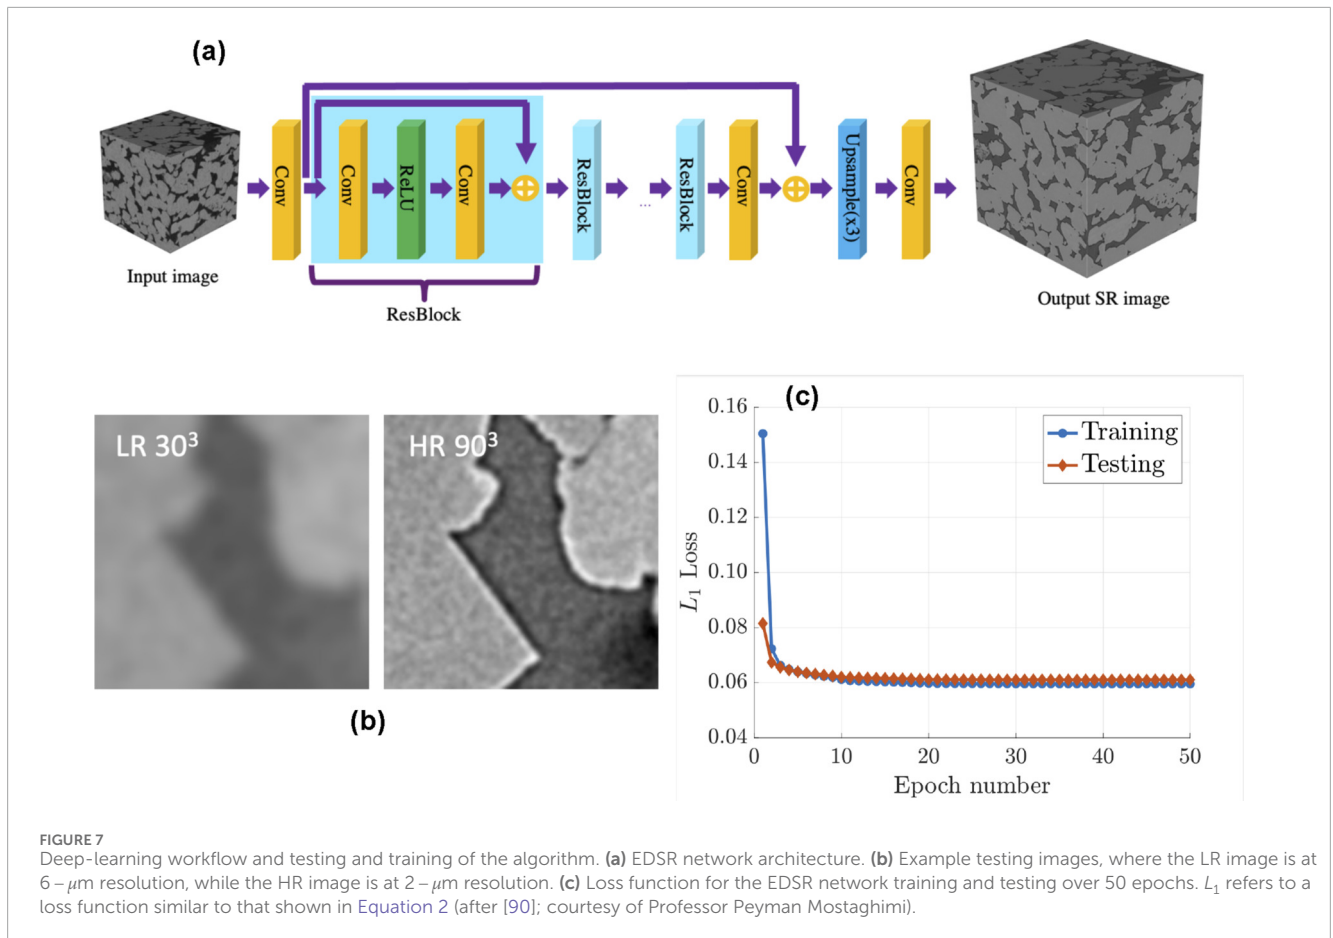 (a)
Input image
Conv
Conv
ReLU
Conv
ResBlock
ResBlock
...
ResBlock
Conv
Upsample(x3)
Conv
Output SR image
LR 30³
HR 90³
(b)
(c)
Training
Testing
L₁ Loss
0.16
0.14
0.12
0.10
0.08
0.06
0.04
0
10
20
30
40
50
Epoch number
FIGURE 7
Deep-learning workflow and testing and training of the algorithm. (a) EDSR network architecture. (b) Example testing images, where the LR image is at
6 – μm resolution, while the HR image is at 2 – μm resolution. (c) Loss function for the EDSR network training and testing over 50 epochs. L₁ refers to a
loss function similar to that shown in Equation 2 (after [90]; courtesy of Professor Peyman Mostaghimi).